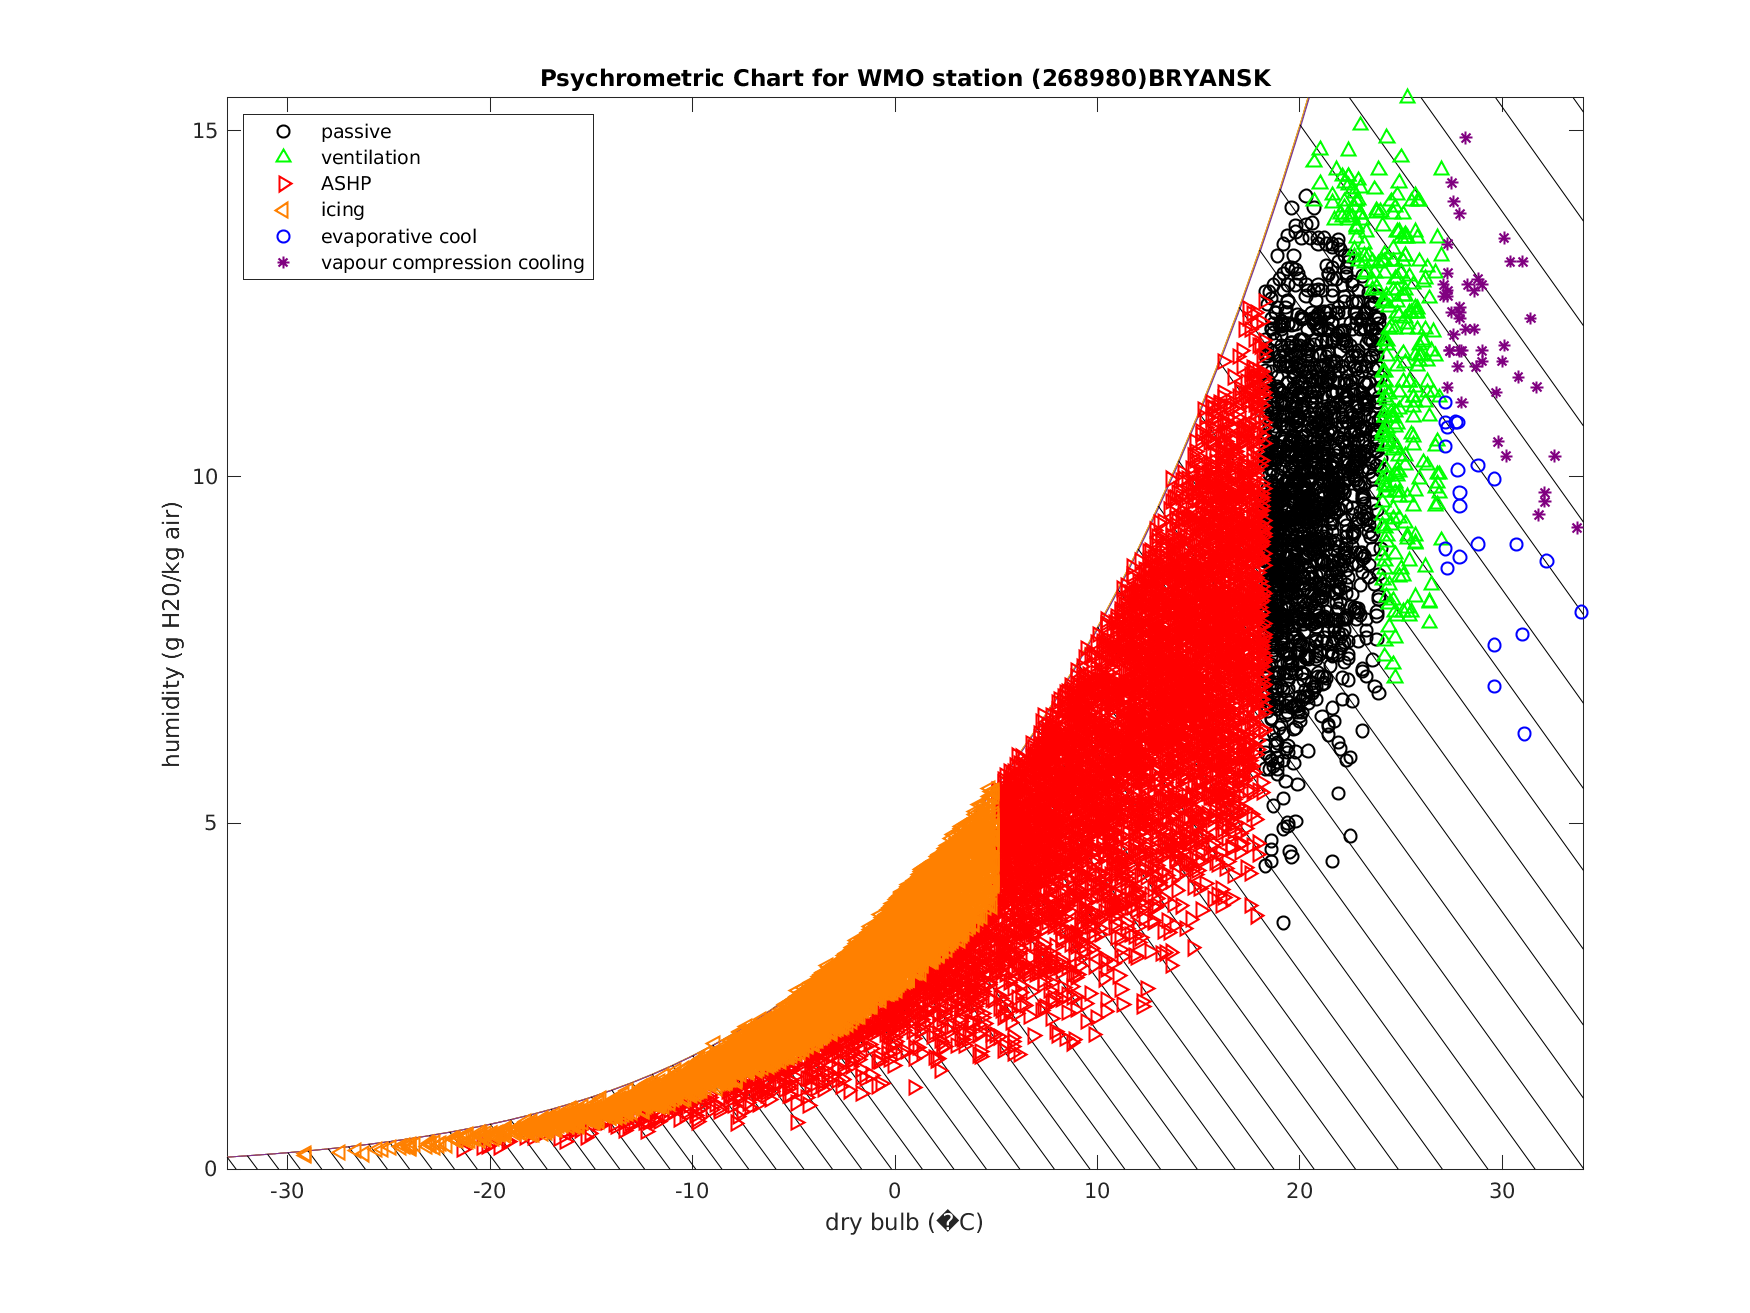 Psychrometric Chart for WMO station (268980)BRYANSK
passive
ventilation
ASHP
icing
evaporative cool
vapour compression cooling
15
10
5
0
humidity (g H20/kg air)
-30 -20 -10 0 10 20 30
dry bulb (�C)